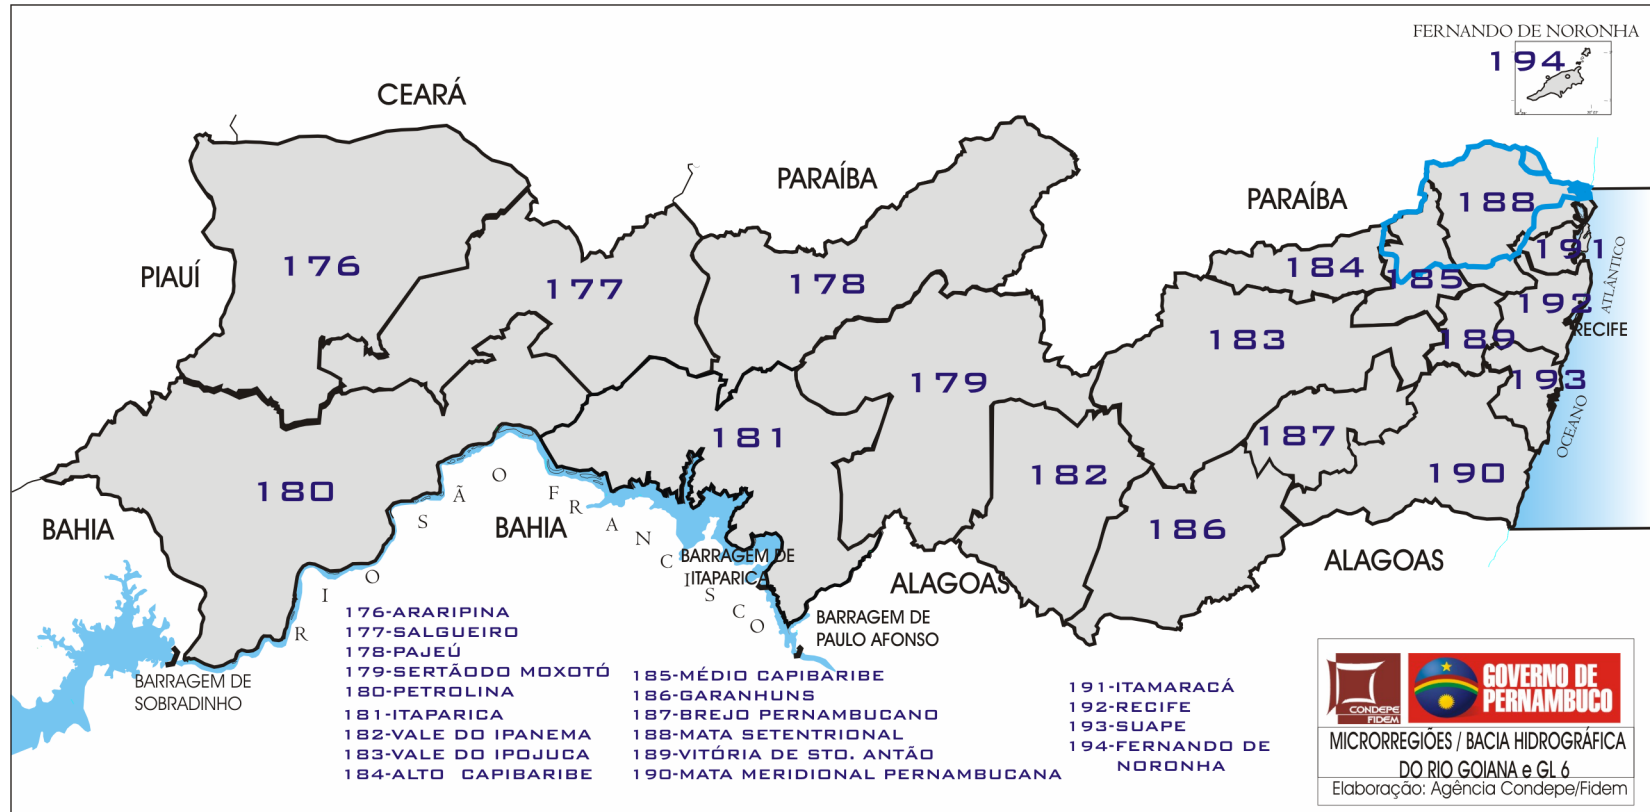 FERNANDO DE NORONHA
194
CEARÁ
PARAÍBA
PARAÍBA
188
191
PIAUÍ
176
177
178
184
185
ATLÂNTICO
192
RECIFE
183
189
179
193
OCEANO
181
187
182
190
180
186
BAHIA
BAHIA
RIO SÃO FRANCISCO
BARRAGEM DE
ITAPARICA
ALAGOAS
ALAGOAS
BARRAGEM DE
PAULO AFONSO
BARRAGEM DE
SOBRADINHO
176-ARARIPINA
177-SALGUEIRO
178-PAJEÚ
179-SERTÃODO MOXOTÓ
180-PETROLINA
181-ITAPARICA
182-VALE DO IPANEMA
183-VALE DO IPOJUCA
184-ALTO CAPIBARIBE
185-MÉDIO CAPIBARIBE
186-GARANHUNS
187-BREJO PERNAMBUCANO
188-MATA SETENTRIONAL
189-VITÓRIA DE STO. ANTÃO
190-MATA MERIDIONAL PERNAMBUCANA
191-ITAMARACÁ
192-RECIFE
193-SUAPE
194-FERNANDO DE
NORONHA
CONDEPE
FIDEM
GOVERNO DE
PERNAMBUCO
MICRORREGIÕES / BACIA HIDROGRÁFICA
DO RIO GOIANA e GL 6
Elaboração: Agência Condepe/Fidem